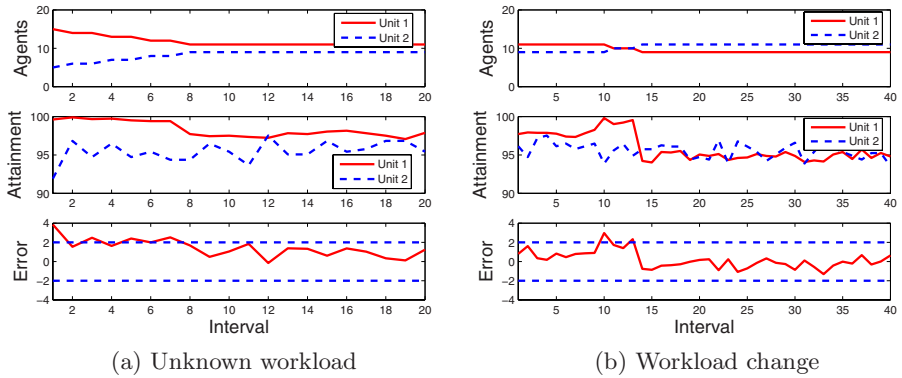 20
10
0
Agents
Unit 1
Unit 2
2 4 6 8 10 12 14 16 18 20
100
95
90
Attainment
Unit 1
Unit 2
2 4 6 8 10 12 14 16 18 20
4
2
0
−2
−4
Error
2 4 6 8 10 12 14 16 18 20
Interval
(a) Unknown workload
20
10
0
Agents
Unit 1
Unit 2
5 10 15 20 25 30 35 40
100
95
90
Attainment
Unit 1
Unit 2
5 10 15 20 25 30 35 40
4
2
0
−2
−4
Error
5 10 15 20 25 30 35 40
Interval
(b) Workload change